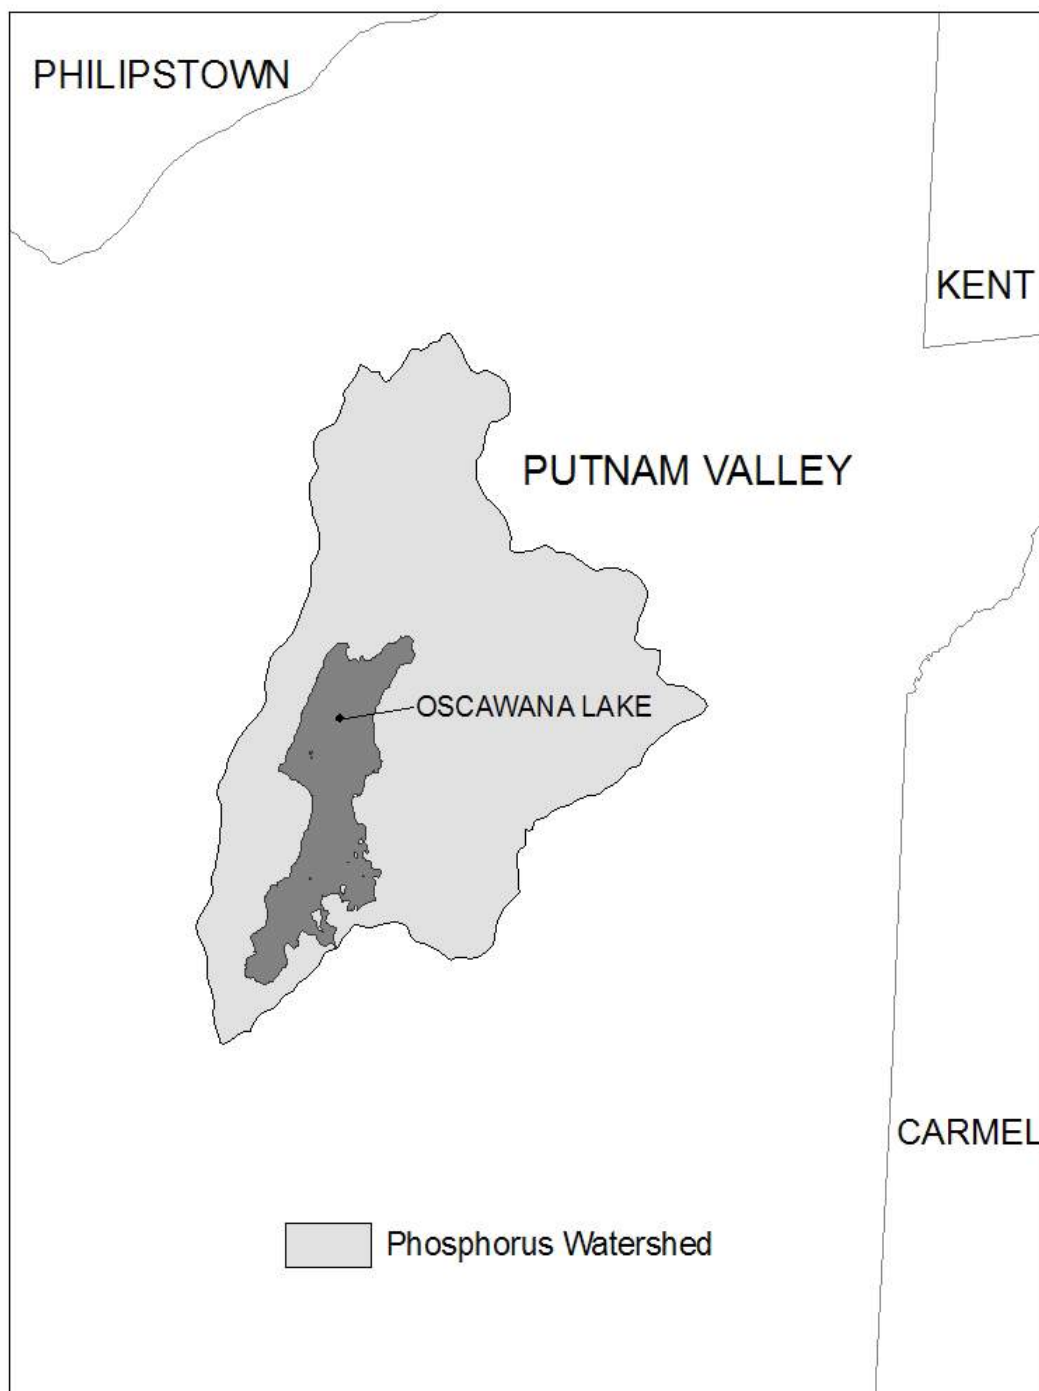 PHILIPSTOWN
KENT
PUTNAM VALLEY
OSCAWANA LAKE
CARMEL
Phosphorus Watershed